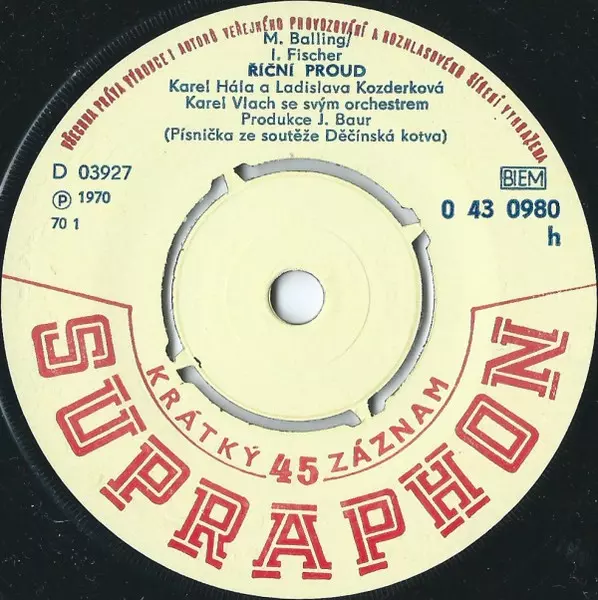 VŠECHNA PRÁVA VÝROBCE I AUTORŮ VEŘEJNÉHO PROVOZOVÁNÍ A ROZHLASOVÉHO ŠÍŘENÍ VYHRAŽENA
M. Balling/
I. Fischer
ŘÍČNÍ PROUD
Karel Hála a Ladislava Kozderková
Karel Vlach se svým orchestrem
Produkce J. Baur
(Písnička ze soutěže Děčínská kotva)
D 03927
℗ 1970
70 1
BIEM
0 43 0980
h
KRÁTKÝ 45 ZÁZNAM
SUPRAPHON